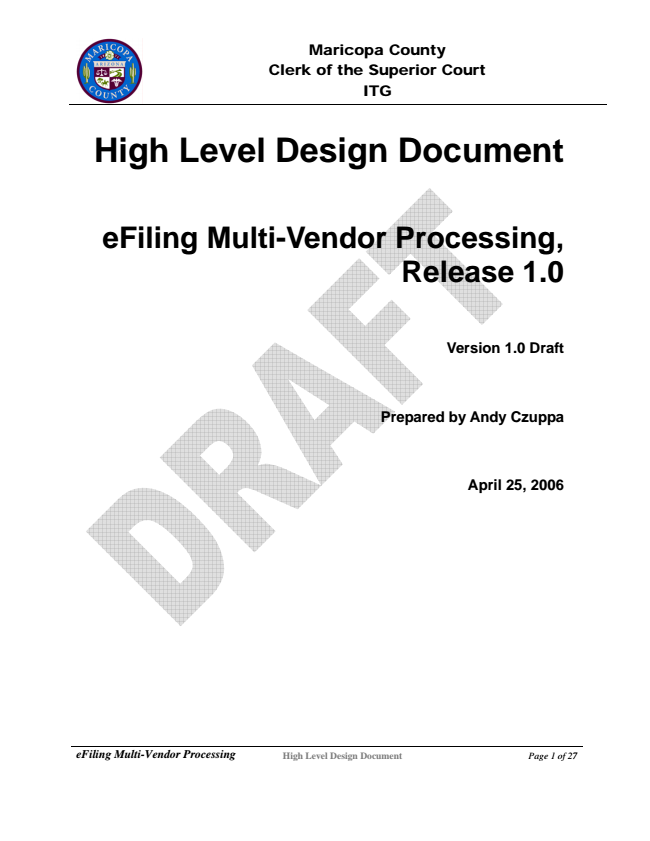 MARICOPA
ARIZONA
COUNTY
Maricopa County
Clerk of the Superior Court
ITG
High Level Design Document
eFiling Multi-Vendor Processing,
Release 1.0
DRAFT
Version 1.0 Draft
Prepared by Andy Czuppa
April 25, 2006
eFiling Multi-Vendor Processing High Level Design Document Page 1 of 27